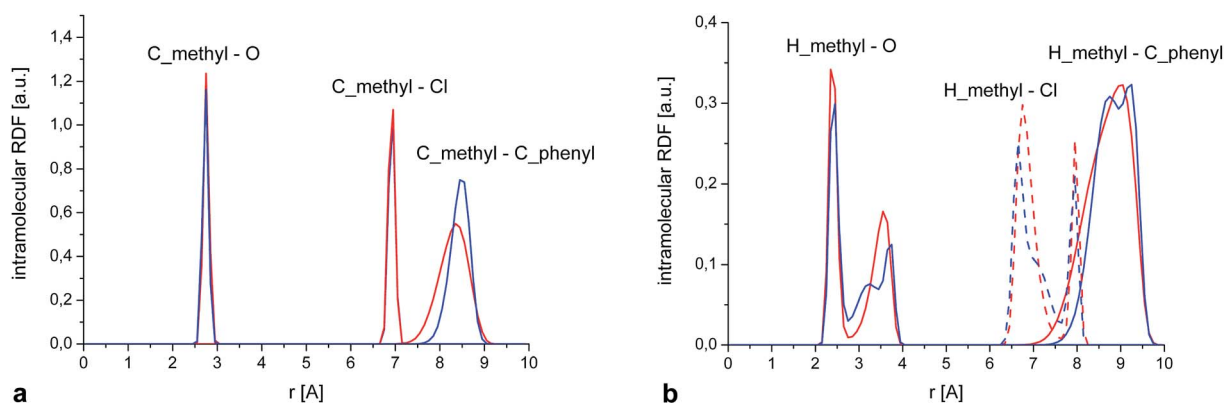 C_methyl - O
C_methyl - Cl
C_methyl - C_phenyl
intramolecular RDF [a.u.]
1,4
1,2
1,0
0,8
0,6
0,4
0,2
0,0
0 1 2 3 4 5 6 7 8 9 10
r [A]
a
H_methyl - O
H_methyl - C_phenyl
H_methyl - Cl
intramolecular RDF [a.u.]
0,4
0,3
0,2
0,1
0,0
0 1 2 3 4 5 6 7 8 9 10
r [A]
b